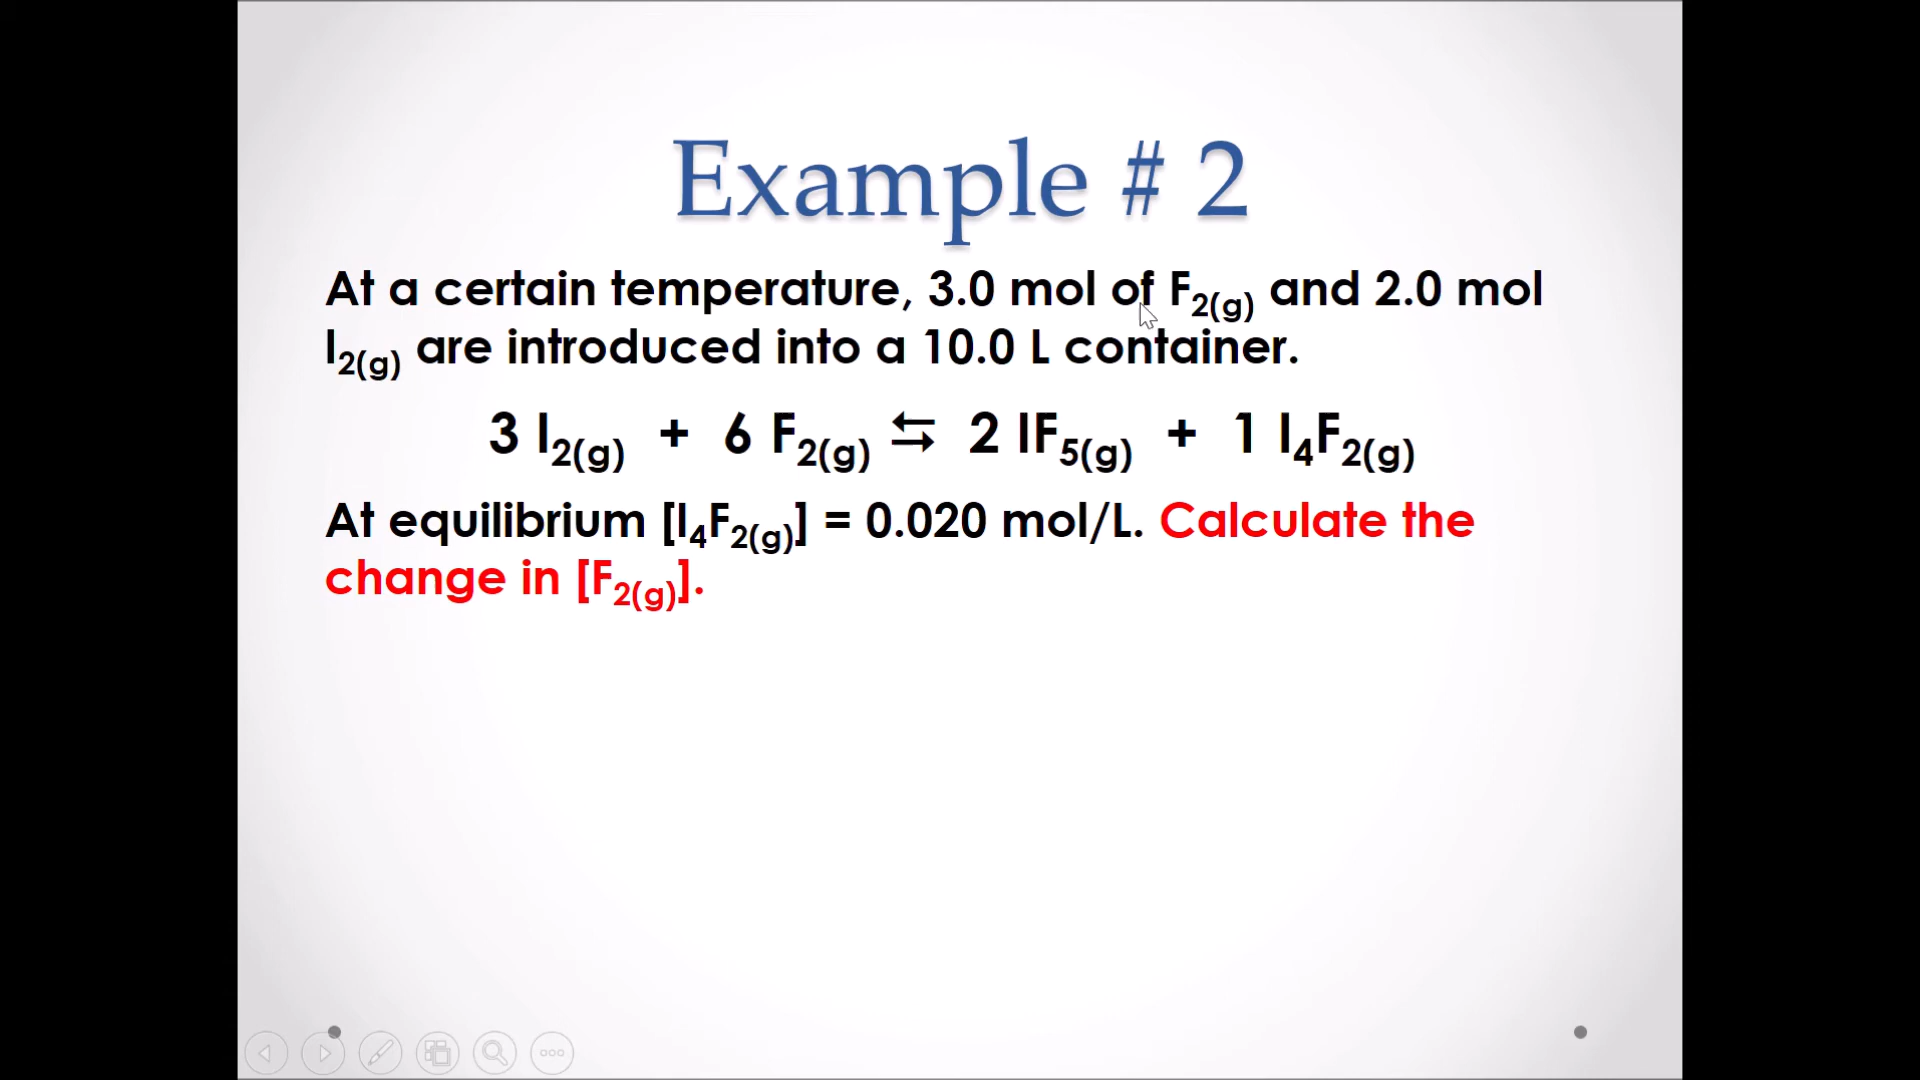 Example # 2
At a certain temperature, 3.0 mol of F2(g) and 2.0 mol
I2(g) are introduced into a 10.0 L container.
3 I2(g) + 6 F2(g) ⇆ 2 IF5(g) + 1 I4F2(g)
At equilibrium [I4F2(g)] = 0.020 mol/L. Calculate the
change in [F2(g)].